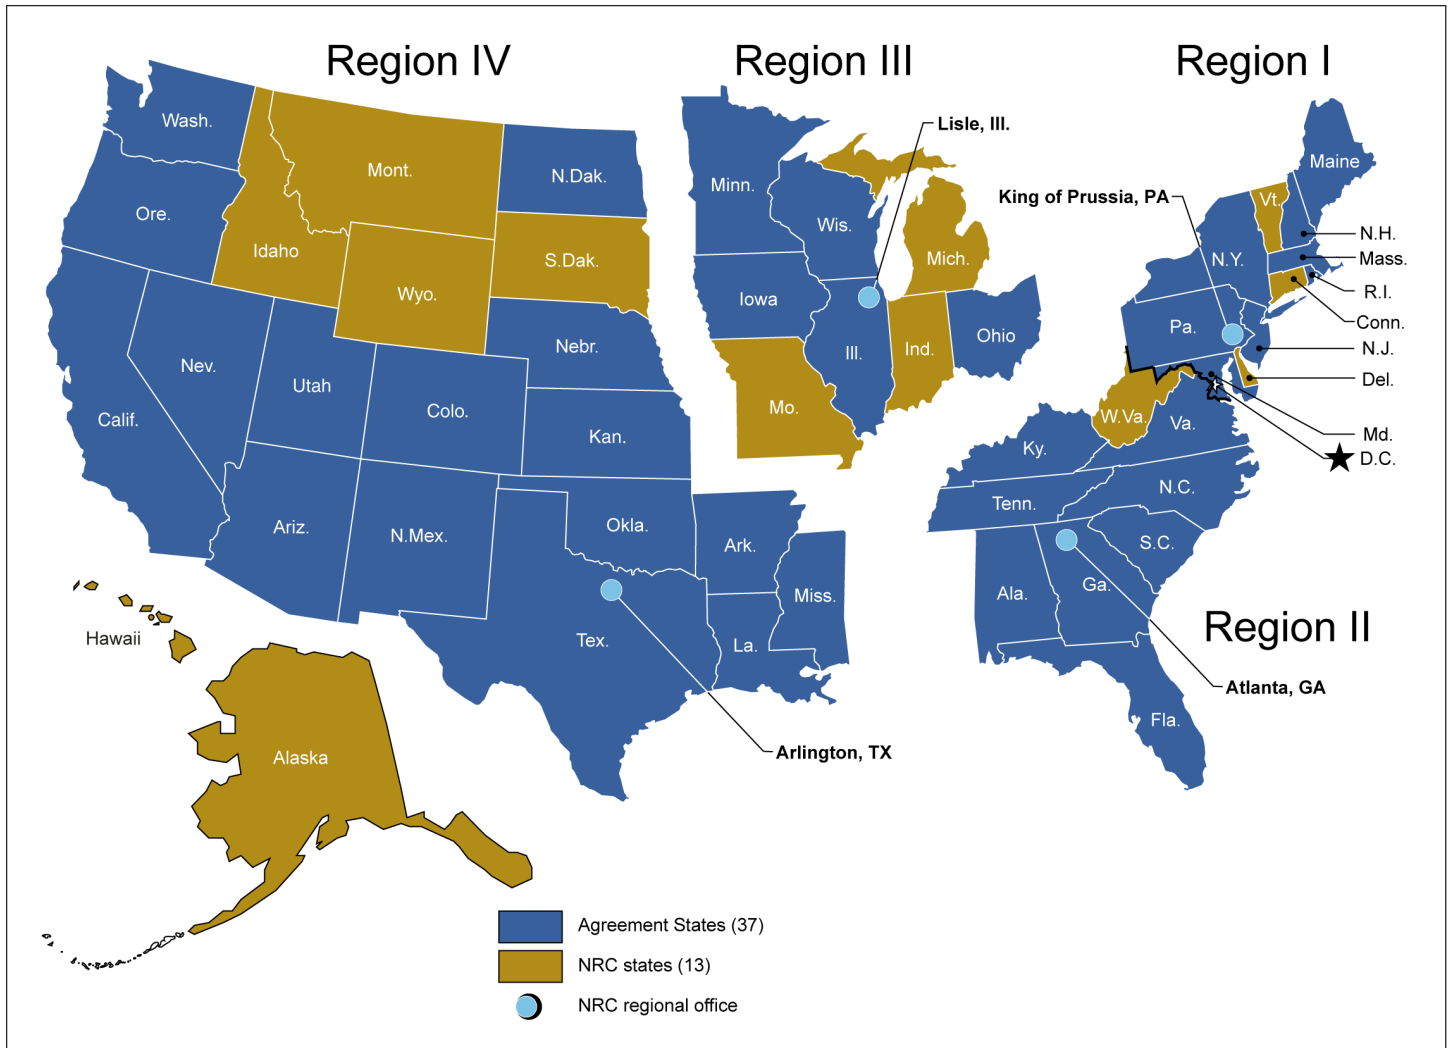 Region IV
Region III
Region I
Wash.
Mont.
N.Dak.
Minn.
Lisle, Ill.
Maine
Ore.
Idaho
S.Dak.
Wis.
Mich.
King of Prussia, PA
Vt.
N.H.
N.Y.
Mass.
Wyo.
Iowa
R.I.
Conn.
Nev.
Utah
Nebr.
Ill.
Ind.
Ohio
Pa.
N.J.
Del.
Calif.
Colo.
Kan.
Mo.
W.Va.
Va.
Md.
D.C.
Ky.
Ariz.
N.Mex.
Okla.
Ark.
Tenn.
N.C.
S.C.
Miss.
Ala.
Ga.
Hawaii
Tex.
La.
Region II
Atlanta, GA
Fla.
Alaska
Arlington, TX
Agreement States (37)
NRC states (13)
NRC regional office